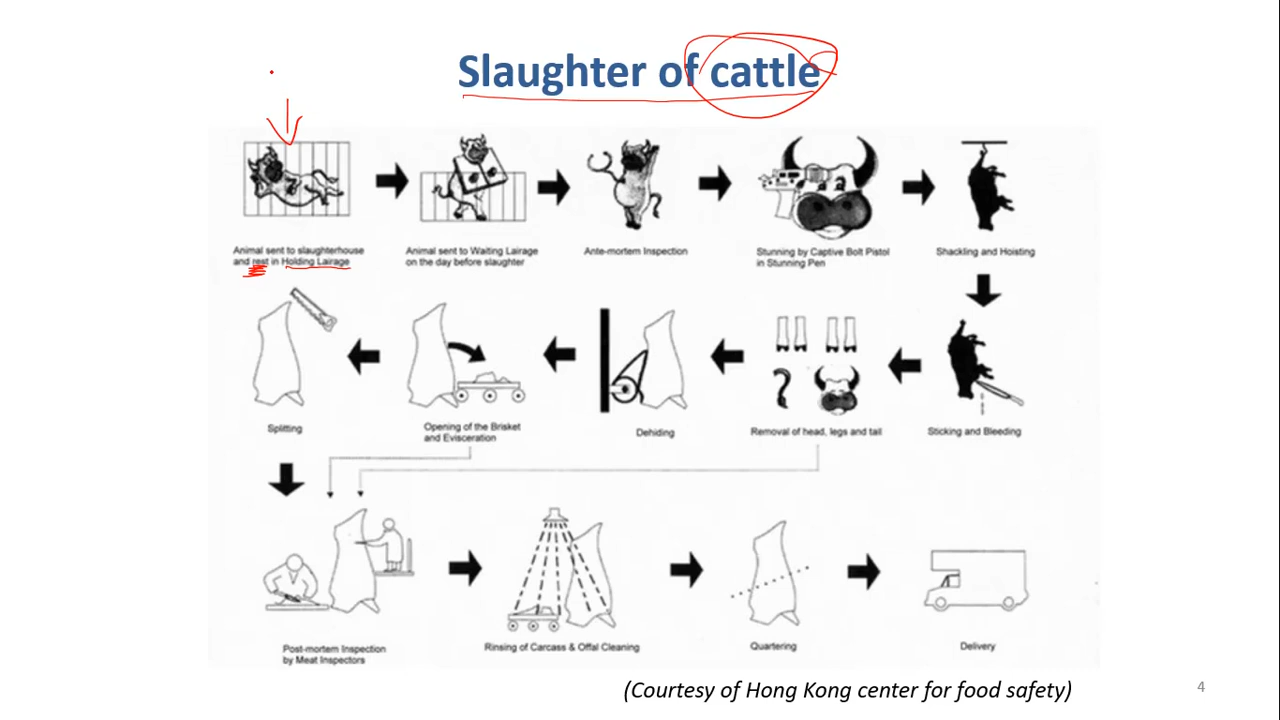 Slaughter of cattle
Animal sent to slaughterhouse
and rest in Holding Lairage
Animal sent to Waiting Lairage
on the day before slaughter
Ante-mortem Inspection
Stunning by Captive Bolt Pistol
in Stunning Pen
Shackling and Hoisting
Splitting
Opening of the Brisket
and Evisceration
Dehiding
Removal of head, legs and tail
Sticking and Bleeding
Post-mortem Inspection
by Meat Inspectors
Rinsing of Carcass & Offal Cleaning
Quartering
Delivery
(Courtesy of Hong Kong center for food safety)
4